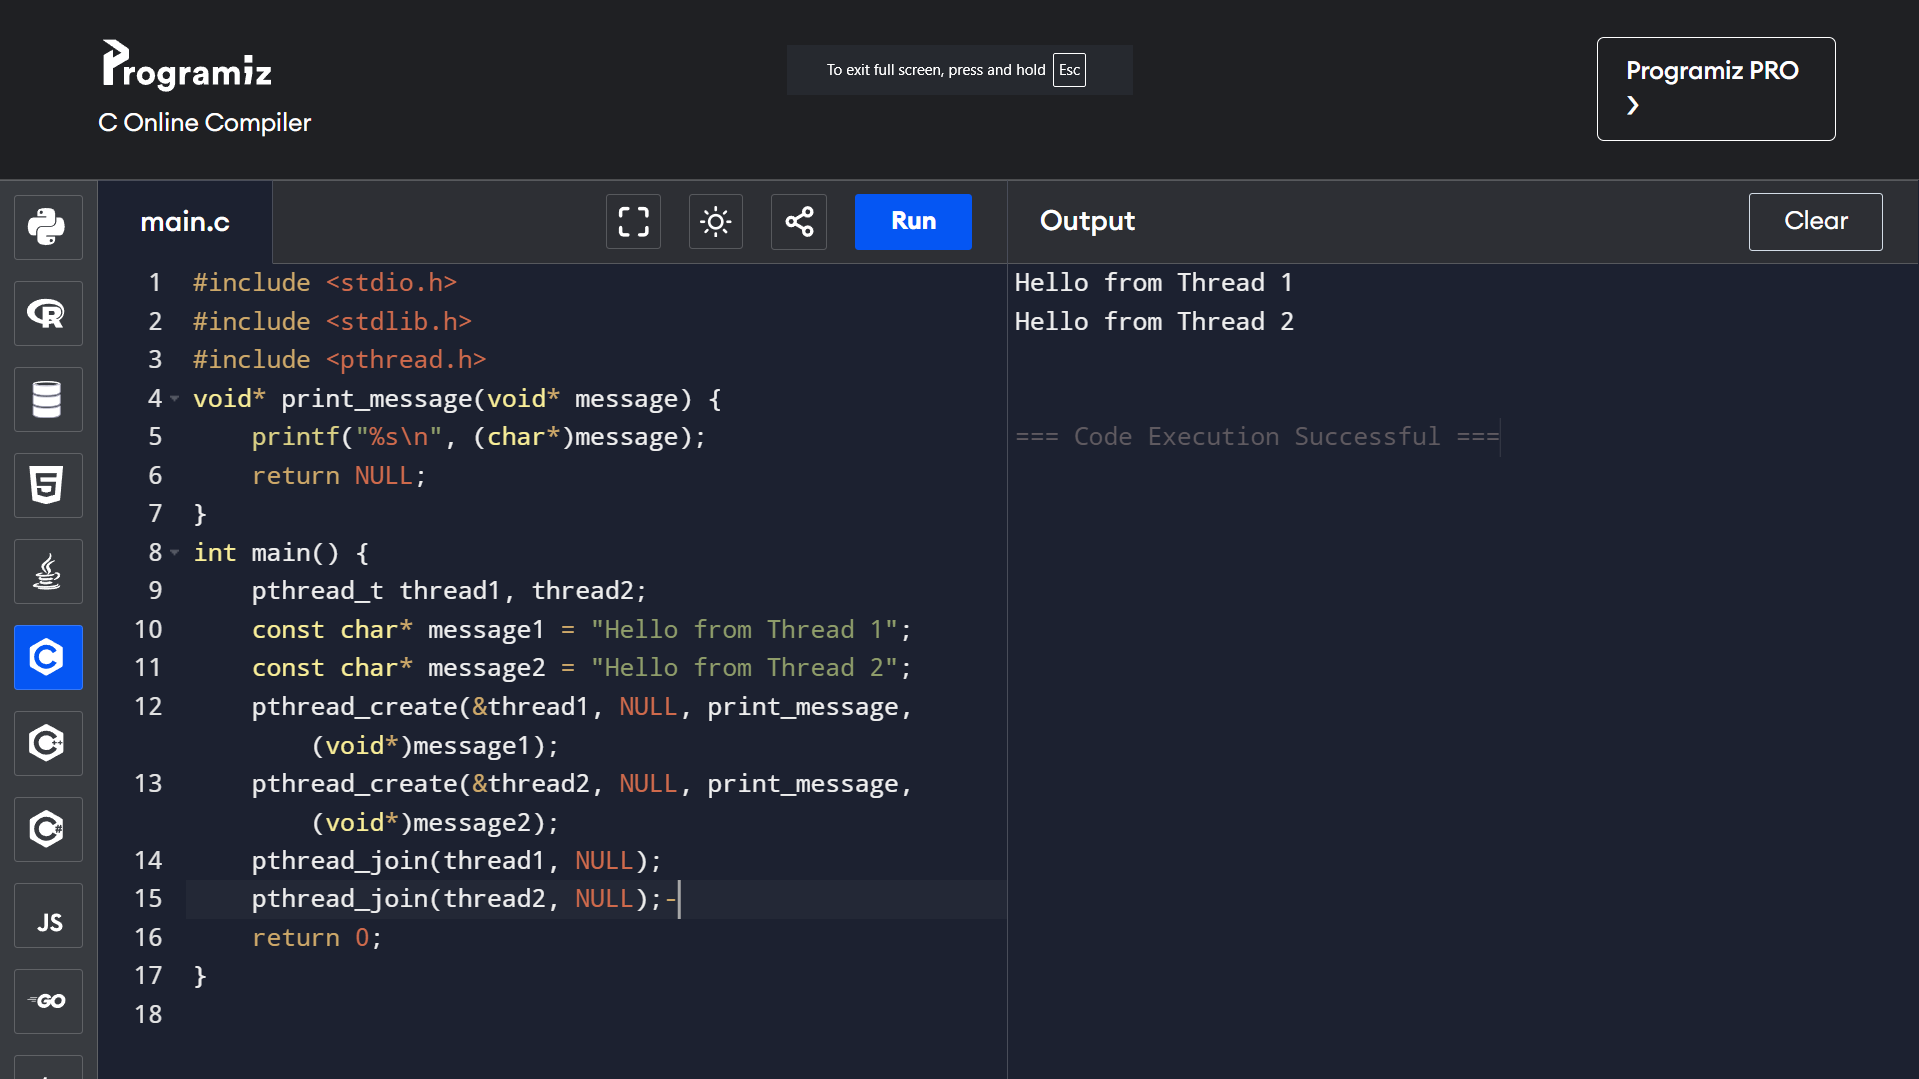 Programiz
C Online Compiler
To exit full screen, press and hold Esc
Programiz PRO
❯
main.c
Run
Output
Clear
1 #include <stdio.h>
2 #include <stdlib.h>
3 #include <pthread.h>
4 void* print_message(void* message) {
5     printf("%s\n", (char*)message);
6     return NULL;
7 }
8 int main() {
9     pthread_t thread1, thread2;
10     const char* message1 = "Hello from Thread 1";
11     const char* message2 = "Hello from Thread 2";
12     pthread_create(&thread1, NULL, print_message,
        (void*)message1);
13     pthread_create(&thread2, NULL, print_message,
        (void*)message2);
14     pthread_join(thread1, NULL);
15     pthread_join(thread2, NULL);-
16     return 0;
17 }
18
Hello from Thread 1
Hello from Thread 2
=== Code Execution Successful ===
R
5
C
C++
C#
JS
GO